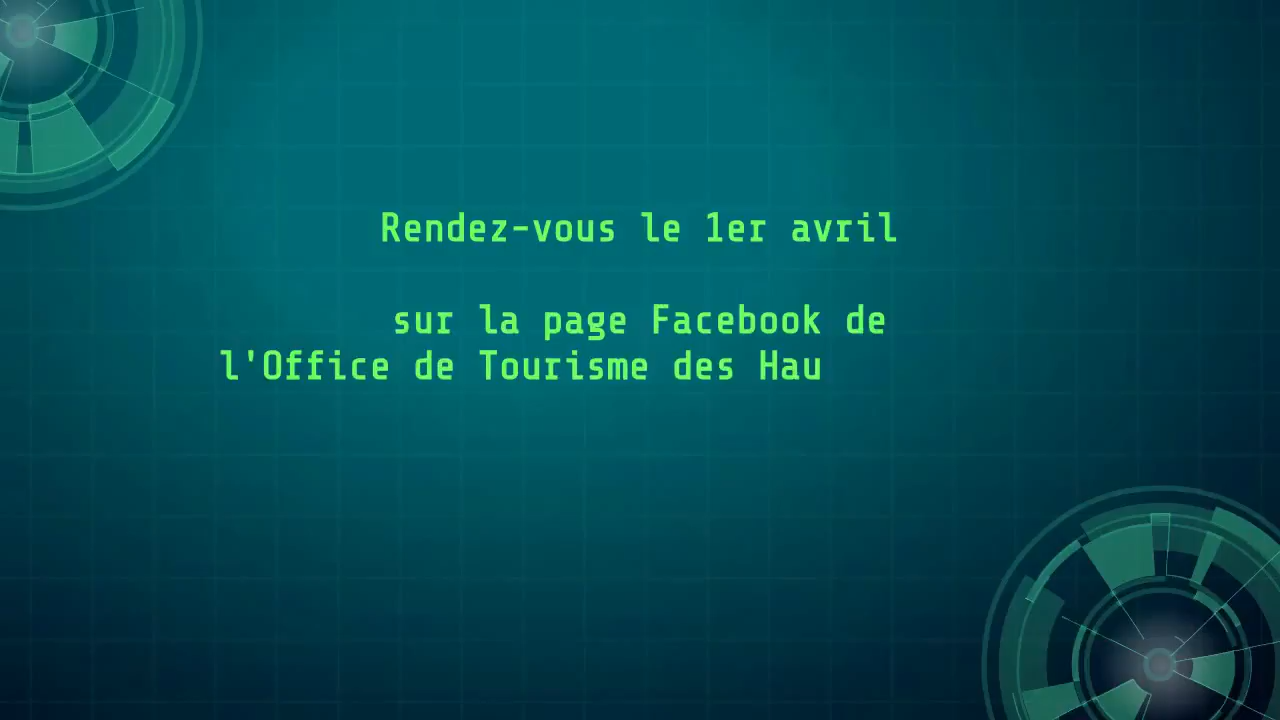 Rendez-vous le 1er avril
sur la page Facebook de
l'Office de Tourisme des Hau